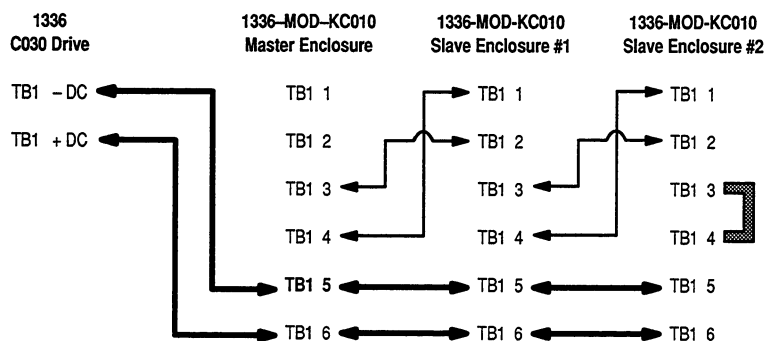 1336 1336–MOD–KC010 1336-MOD-KC010 1336-MOD-KC010
C030 Drive Master Enclosure Slave Enclosure #1 Slave Enclosure #2
TB1 – DC TB1 1 TB1 1 TB1 1
TB1 + DC TB1 2 TB1 2 TB1 2
TB1 3 TB1 3 TB1 3
TB1 4 TB1 4 TB1 4
TB1 5 TB1 5 TB1 5
TB1 6 TB1 6 TB1 6